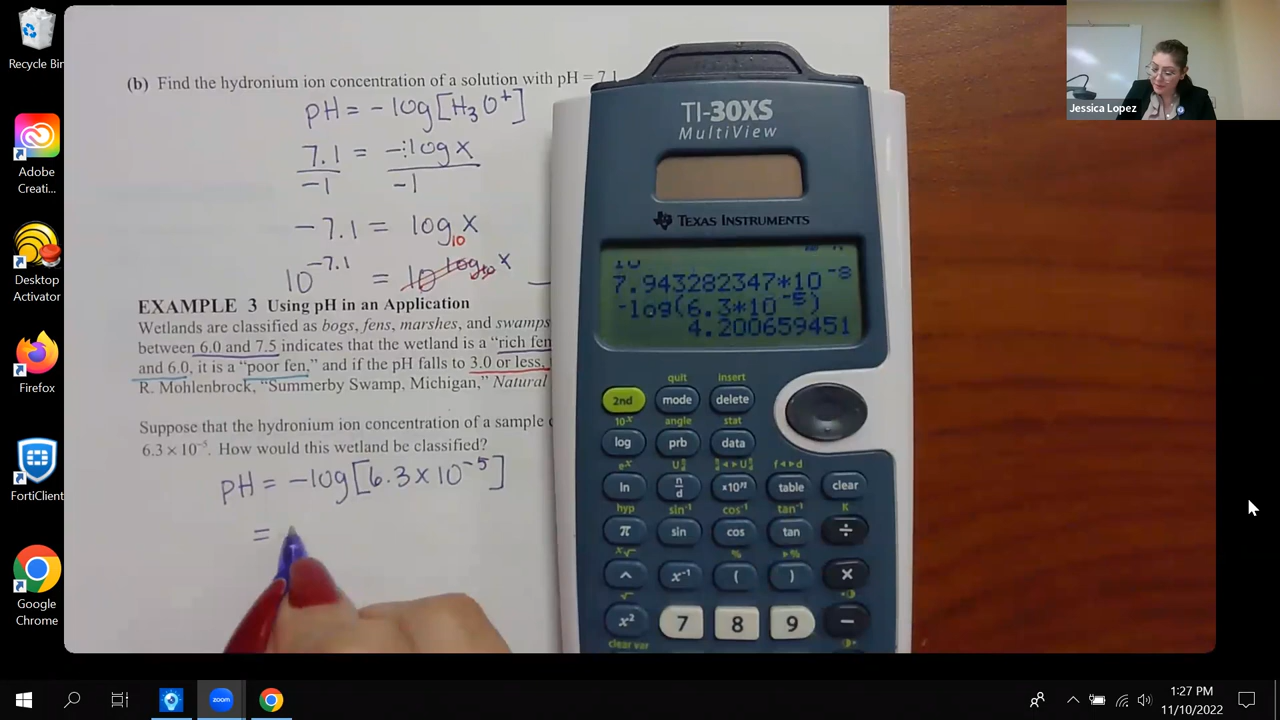 Recycle Bin
Adobe
Creati...
Desktop
Activator
Firefox
FortiClient
Google
Chrome
(b) Find the hydronium ion concentration of a solution with pH = 7.1
pH = -log[H₃O⁺]
7.1 = -1·log x
-1 -1
-7.1 = log₁₀ x
10^-7.1 = 10^log₁₀ x
EXAMPLE 3 Using pH in an Application
Wetlands are classified as bogs, fens, marshes, and swamps
between 6.0 and 7.5 indicates that the wetland is a “rich fen
and 6.0, it is a “poor fen,” and if the pH falls to 3.0 or less,
R. Mohlenbrock, “Summerby Swamp, Michigan,” Natural
Suppose that the hydronium ion concentration of a sample
6.3 × 10⁻⁵. How would this wetland be classified?
pH = -log[6.3 x 10⁻⁵]
=
TI-30XS
MultiView
TEXAS INSTRUMENTS
10
7.943282347*10⁻⁸
-log(6.3*10⁻⁵)
4.200659451
quit insert
2nd mode delete
10ˣ angle stat
log prb data
eˣ f◄►d
ln n/d ×10ⁿ table clear
hyp sin⁻¹ cos⁻¹ tan⁻¹ K
π sin cos tan ÷
ˣ√ % ►%
^ x⁻¹ ( ) ×
√
x² 7 8 9 −
clear var
Jessica Lopez
zoom
1:27 PM
11/10/2022